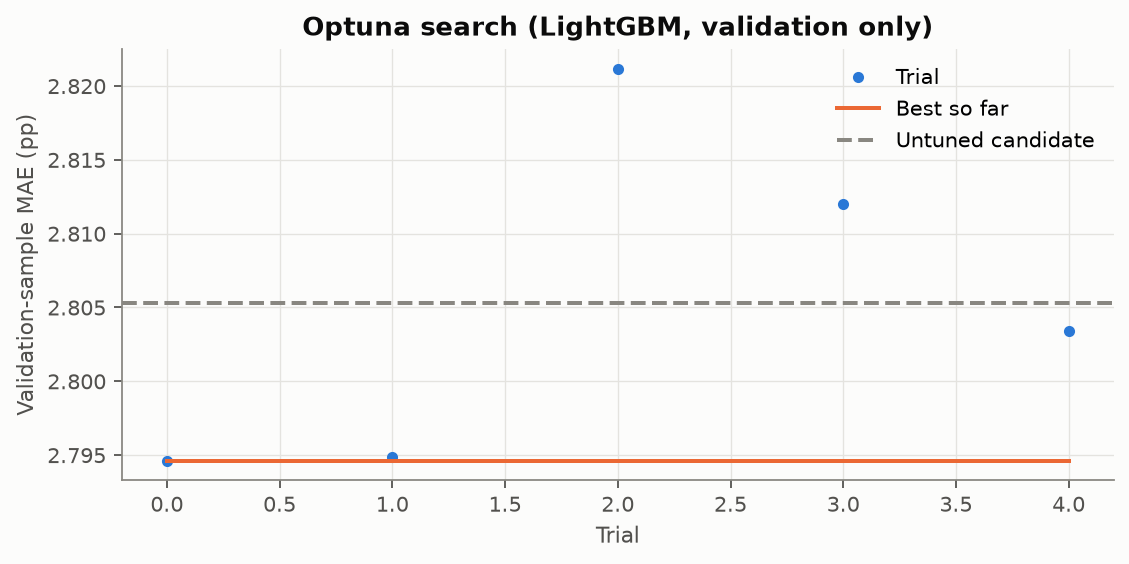 Optuna search (LightGBM, validation only)
Validation-sample MAE (pp)
2.820
2.815
2.810
2.805
2.800
2.795
Trial
Best so far
Untuned candidate
0.0 0.5 1.0 1.5 2.0 2.5 3.0 3.5 4.0
Trial